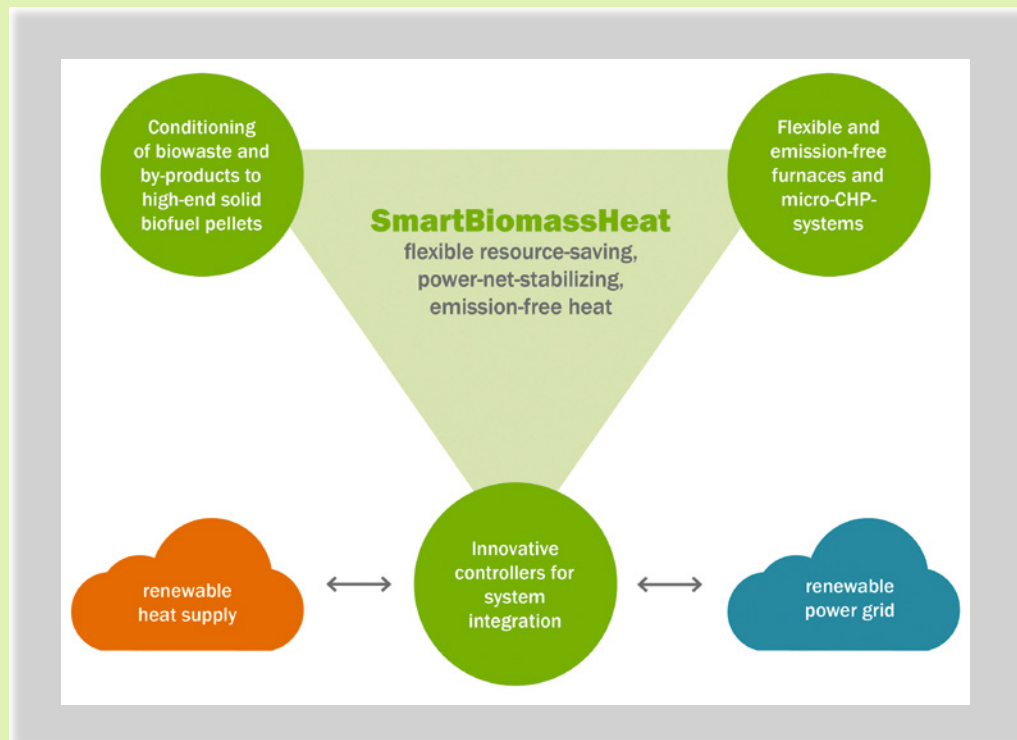 Conditioning
of biowaste and
by-products to
high-end solid
biofuel pellets
Flexible and
emission-free
furnaces and
micro-CHP-
systems
SmartBiomassHeat
flexible resource-saving,
power-net-stabilizing,
emission-free heat
renewable
heat supply
Innovative
controllers for
system
integration
renewable
power grid